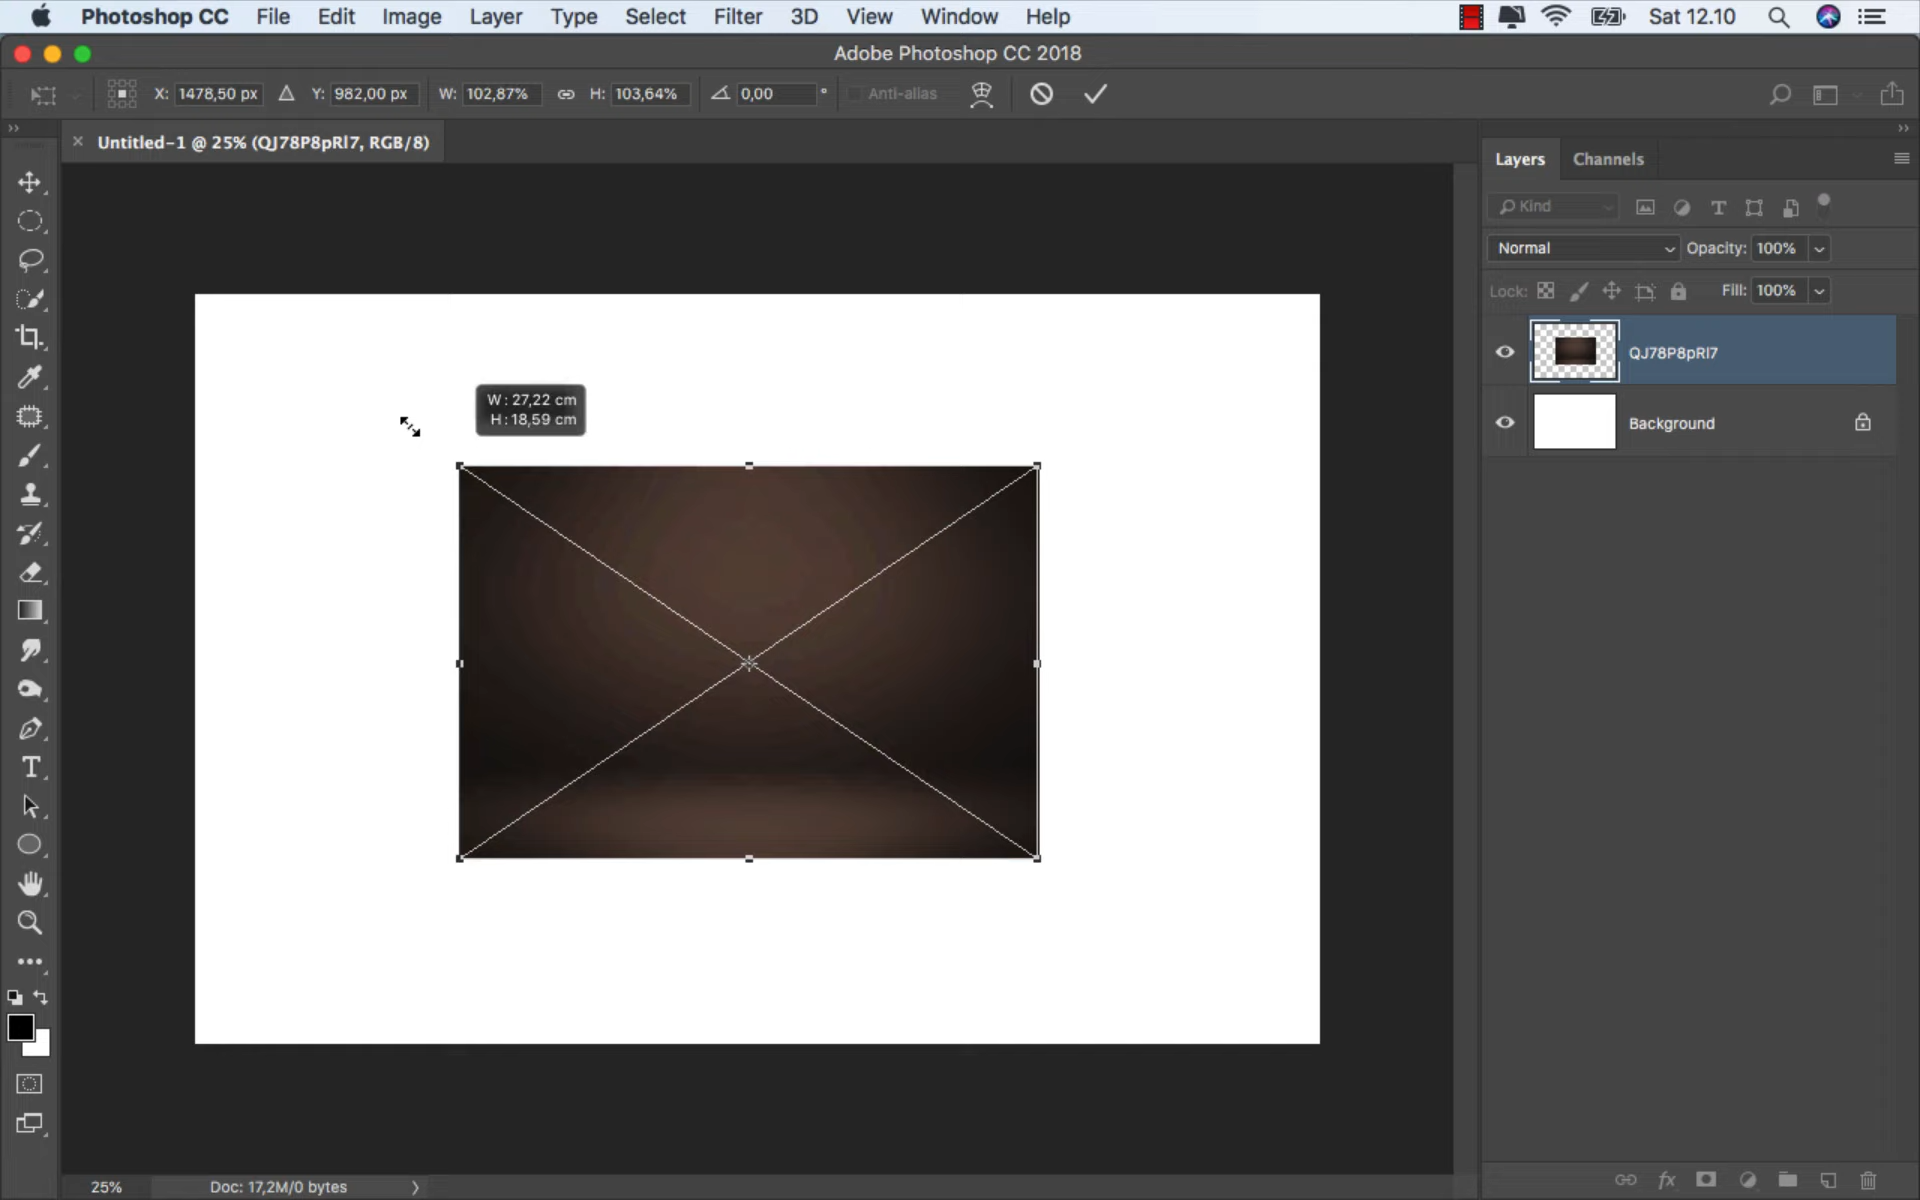 Photoshop CC File Edit Image Layer Type Select Filter 3D View Window Help Sat 12.10
Adobe Photoshop CC 2018
X: 1478,50 px Y: 982,00 px W: 102,87% H: 103,64% 0,00 ° Anti-alias
Untitled-1 @ 25% (QJ78P8pRl7, RGB/8)
Layers Channels
Kind
Normal Opacity: 100%
Lock: Fill: 100%
QJ78P8pRl7
Background
W: 27,22 cm
H: 18,59 cm
25% Doc: 17,2M/0 bytes